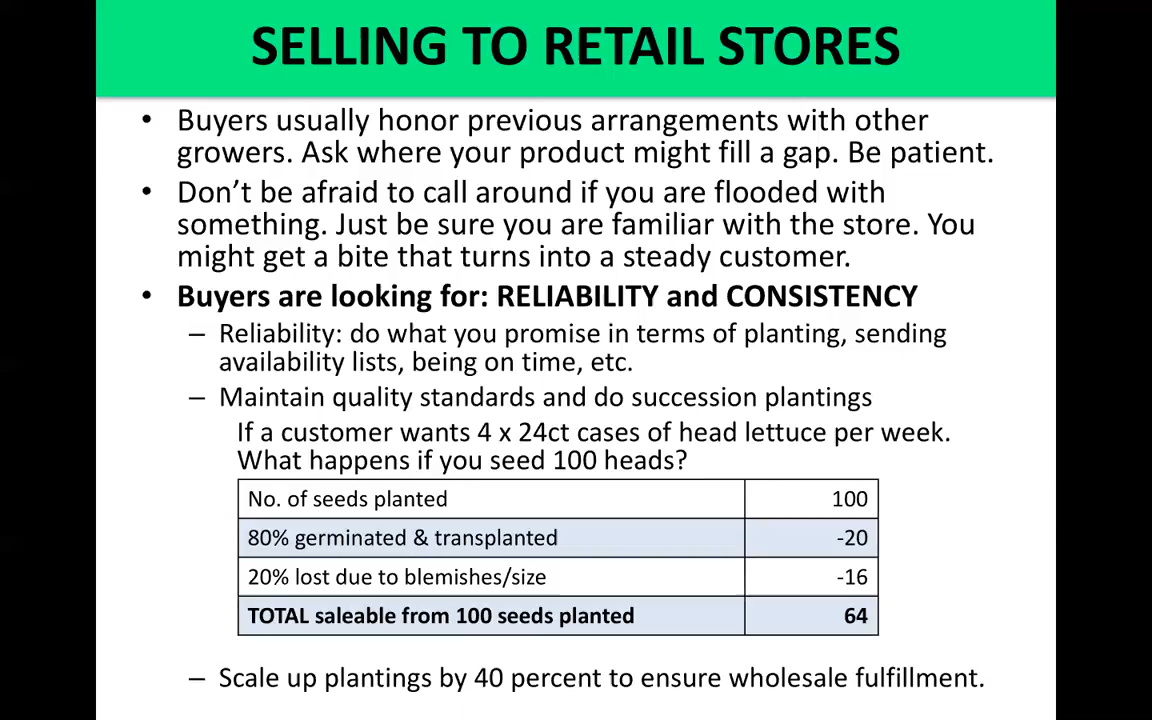 SELLING TO RETAIL STORES
• Buyers usually honor previous arrangements with other
growers. Ask where your product might fill a gap. Be patient.
• Don’t be afraid to call around if you are flooded with
something. Just be sure you are familiar with the store. You
might get a bite that turns into a steady customer.
• Buyers are looking for: RELIABILITY and CONSISTENCY
– Reliability: do what you promise in terms of planting, sending
availability lists, being on time, etc.
– Maintain quality standards and do succession plantings
If a customer wants 4 x 24ct cases of head lettuce per week.
What happens if you seed 100 heads?
No. of seeds planted 100
80% germinated & transplanted -20
20% lost due to blemishes/size -16
TOTAL saleable from 100 seeds planted 64
– Scale up plantings by 40 percent to ensure wholesale fulfillment.